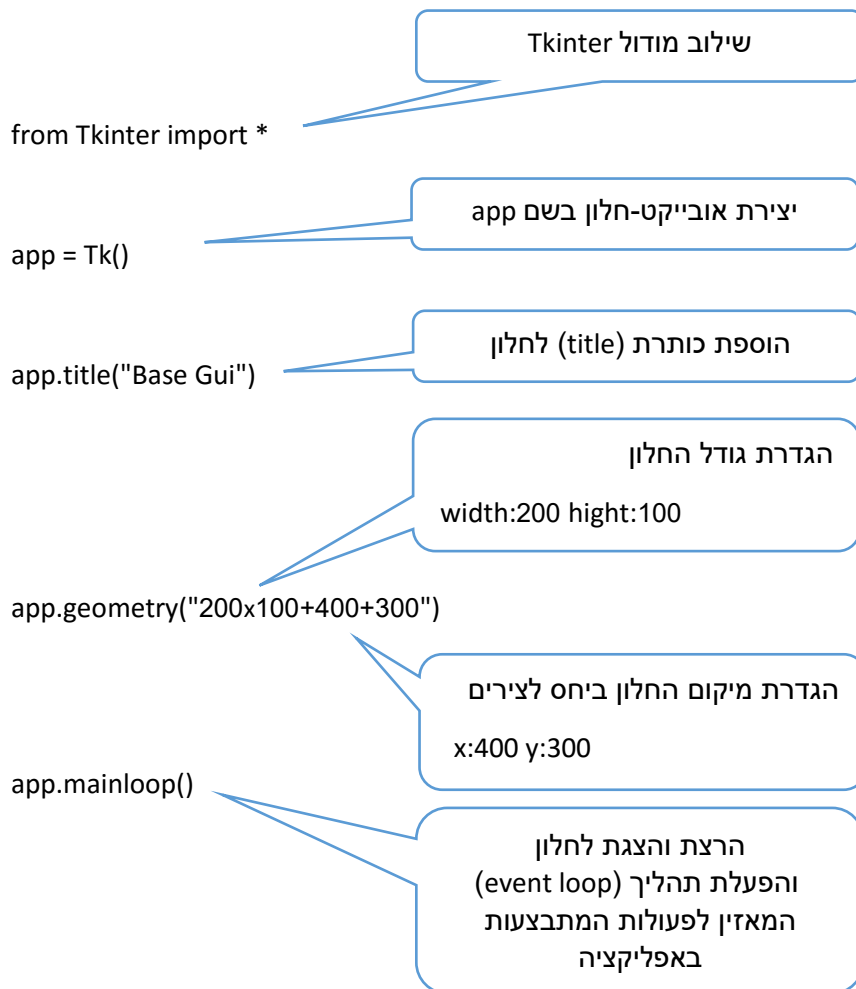 שילוב מודול Tkinter
from Tkinter import *
יצירת אובייקט-חלון בשם app
app = Tk()
הוספת כותרת (title) לחלון
app.title("Base Gui")
הגדרת גודל החלון
width:200 hight:100
app.geometry("200x100+400+300")
הגדרת מיקום החלון ביחס לצירים
x:400 y:300
app.mainloop()
הרצת והצגת לחלון
והפעלת תהליך (event loop)
המאזין לפעולות המתבצעות
באפליקציה